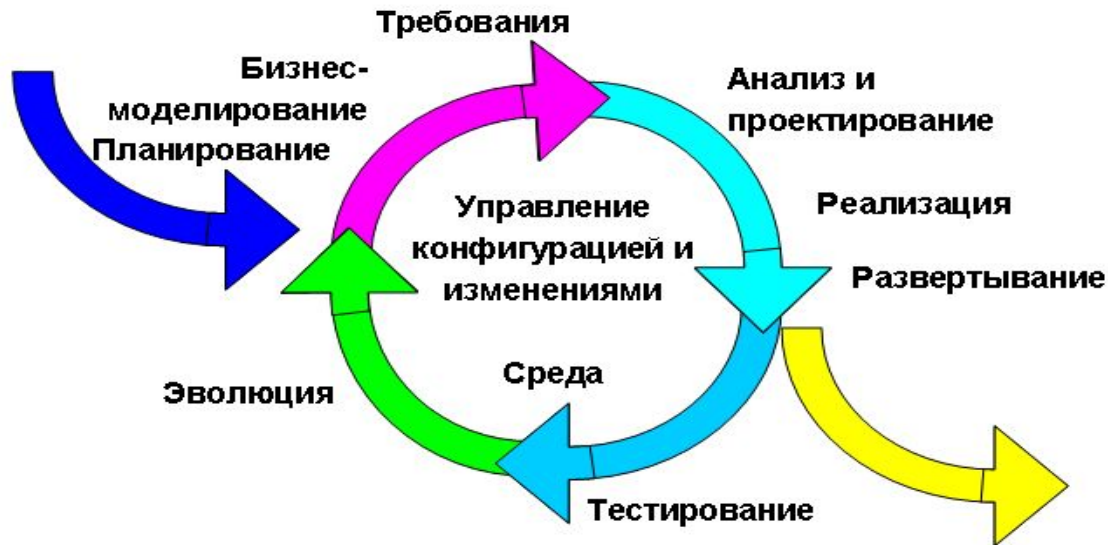 Требования
Бизнес-
моделирование
Планирование
Анализ и
проектирование
Управление
конфигурацией и
изменениями
Реализация
Развертывание
Среда
Эволюция
Тестирование